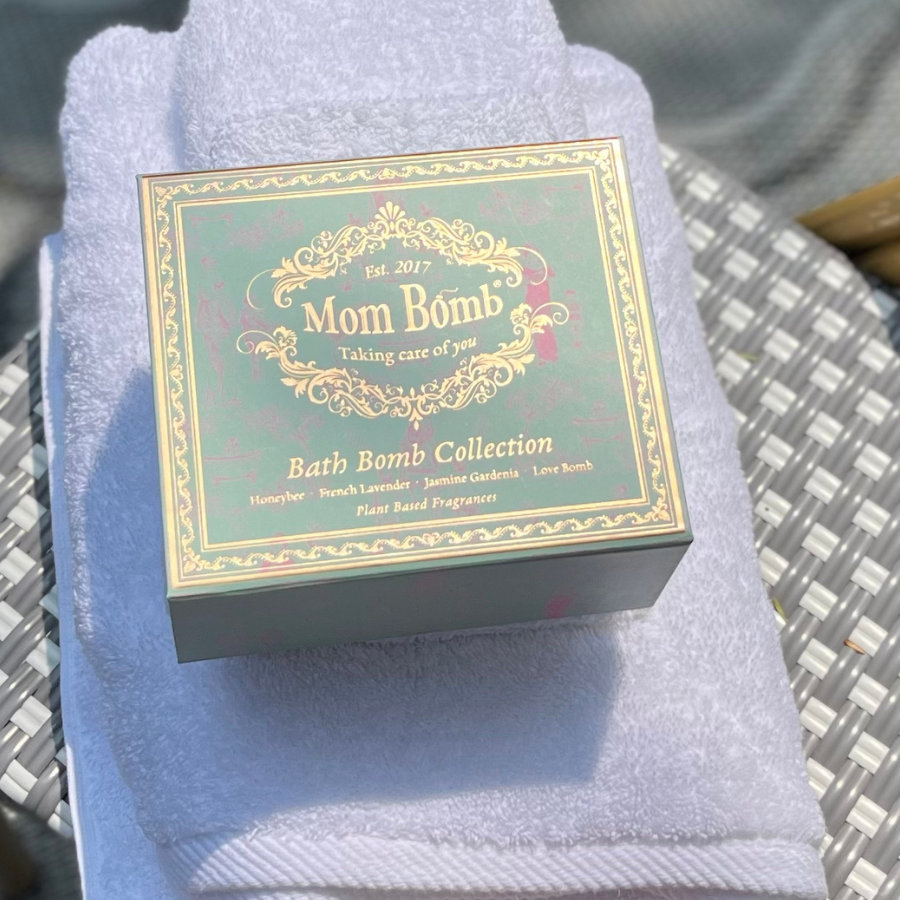 Est. 2017
Mom Bomb®
Taking care of you
Bath Bomb Collection
Honeybee · French Lavender · Jasmine Gardenia · Love Bomb
Plant Based Fragrances